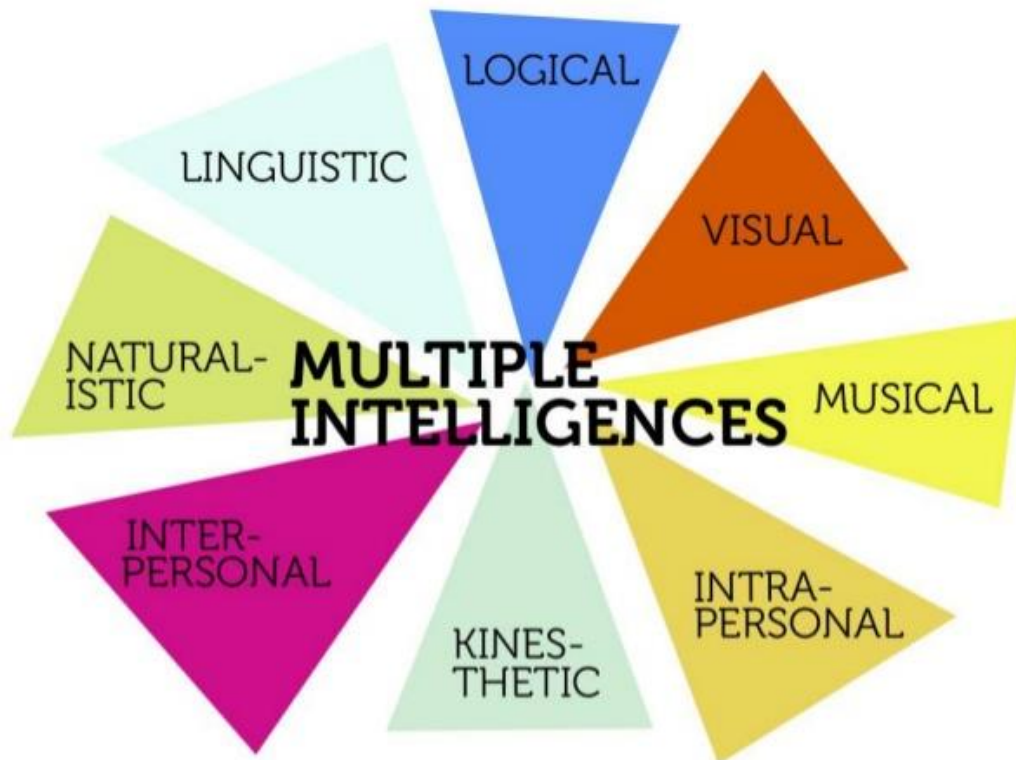 LOGICAL
LINGUISTIC
VISUAL
NATURAL-
ISTIC
MULTIPLE
INTELLIGENCES
MUSICAL
INTER-
PERSONAL
KINES-
THETIC
INTRA-
PERSONAL